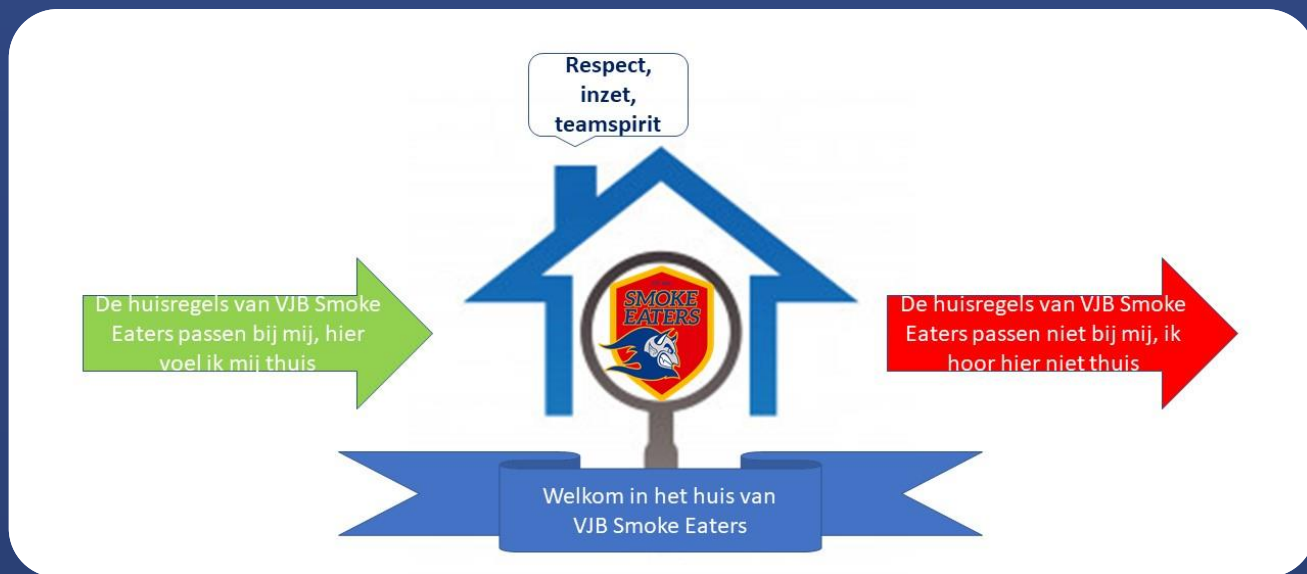 Respect,
inzet,
teamspirit
De huisregels van VJB Smoke
Eaters passen bij mij, hier
voel ik mij thuis
SMOKE
EATERS
De huisregels van VJB Smoke
Eaters passen niet bij mij, ik
hoor hier niet thuis
Welkom in het huis van
VJB Smoke Eaters